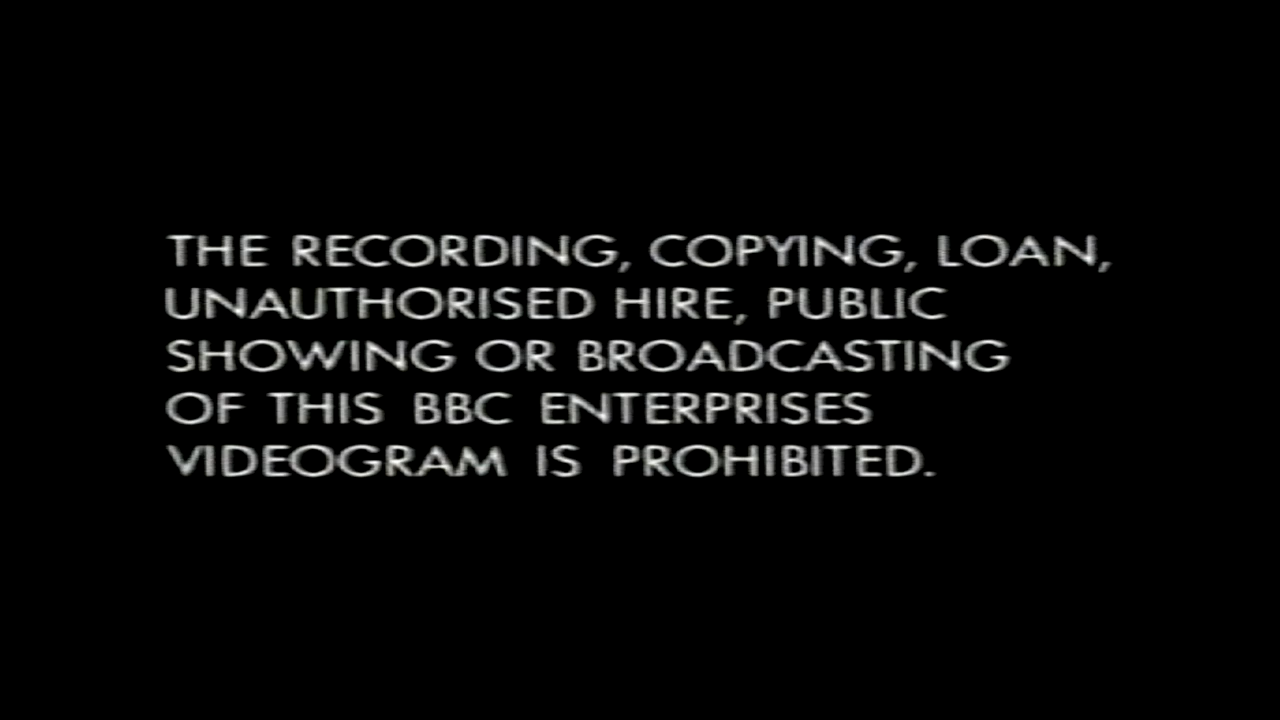 THE RECORDING, COPYING, LOAN,
UNAUTHORISED HIRE, PUBLIC
SHOWING OR BROADCASTING
OF THIS BBC ENTERPRISES
VIDEOGRAM IS PROHIBITED.